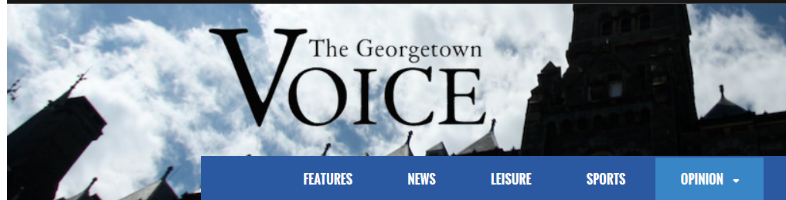 The Georgetown
VOICE
FEATURES NEWS LEISURE SPORTS OPINION